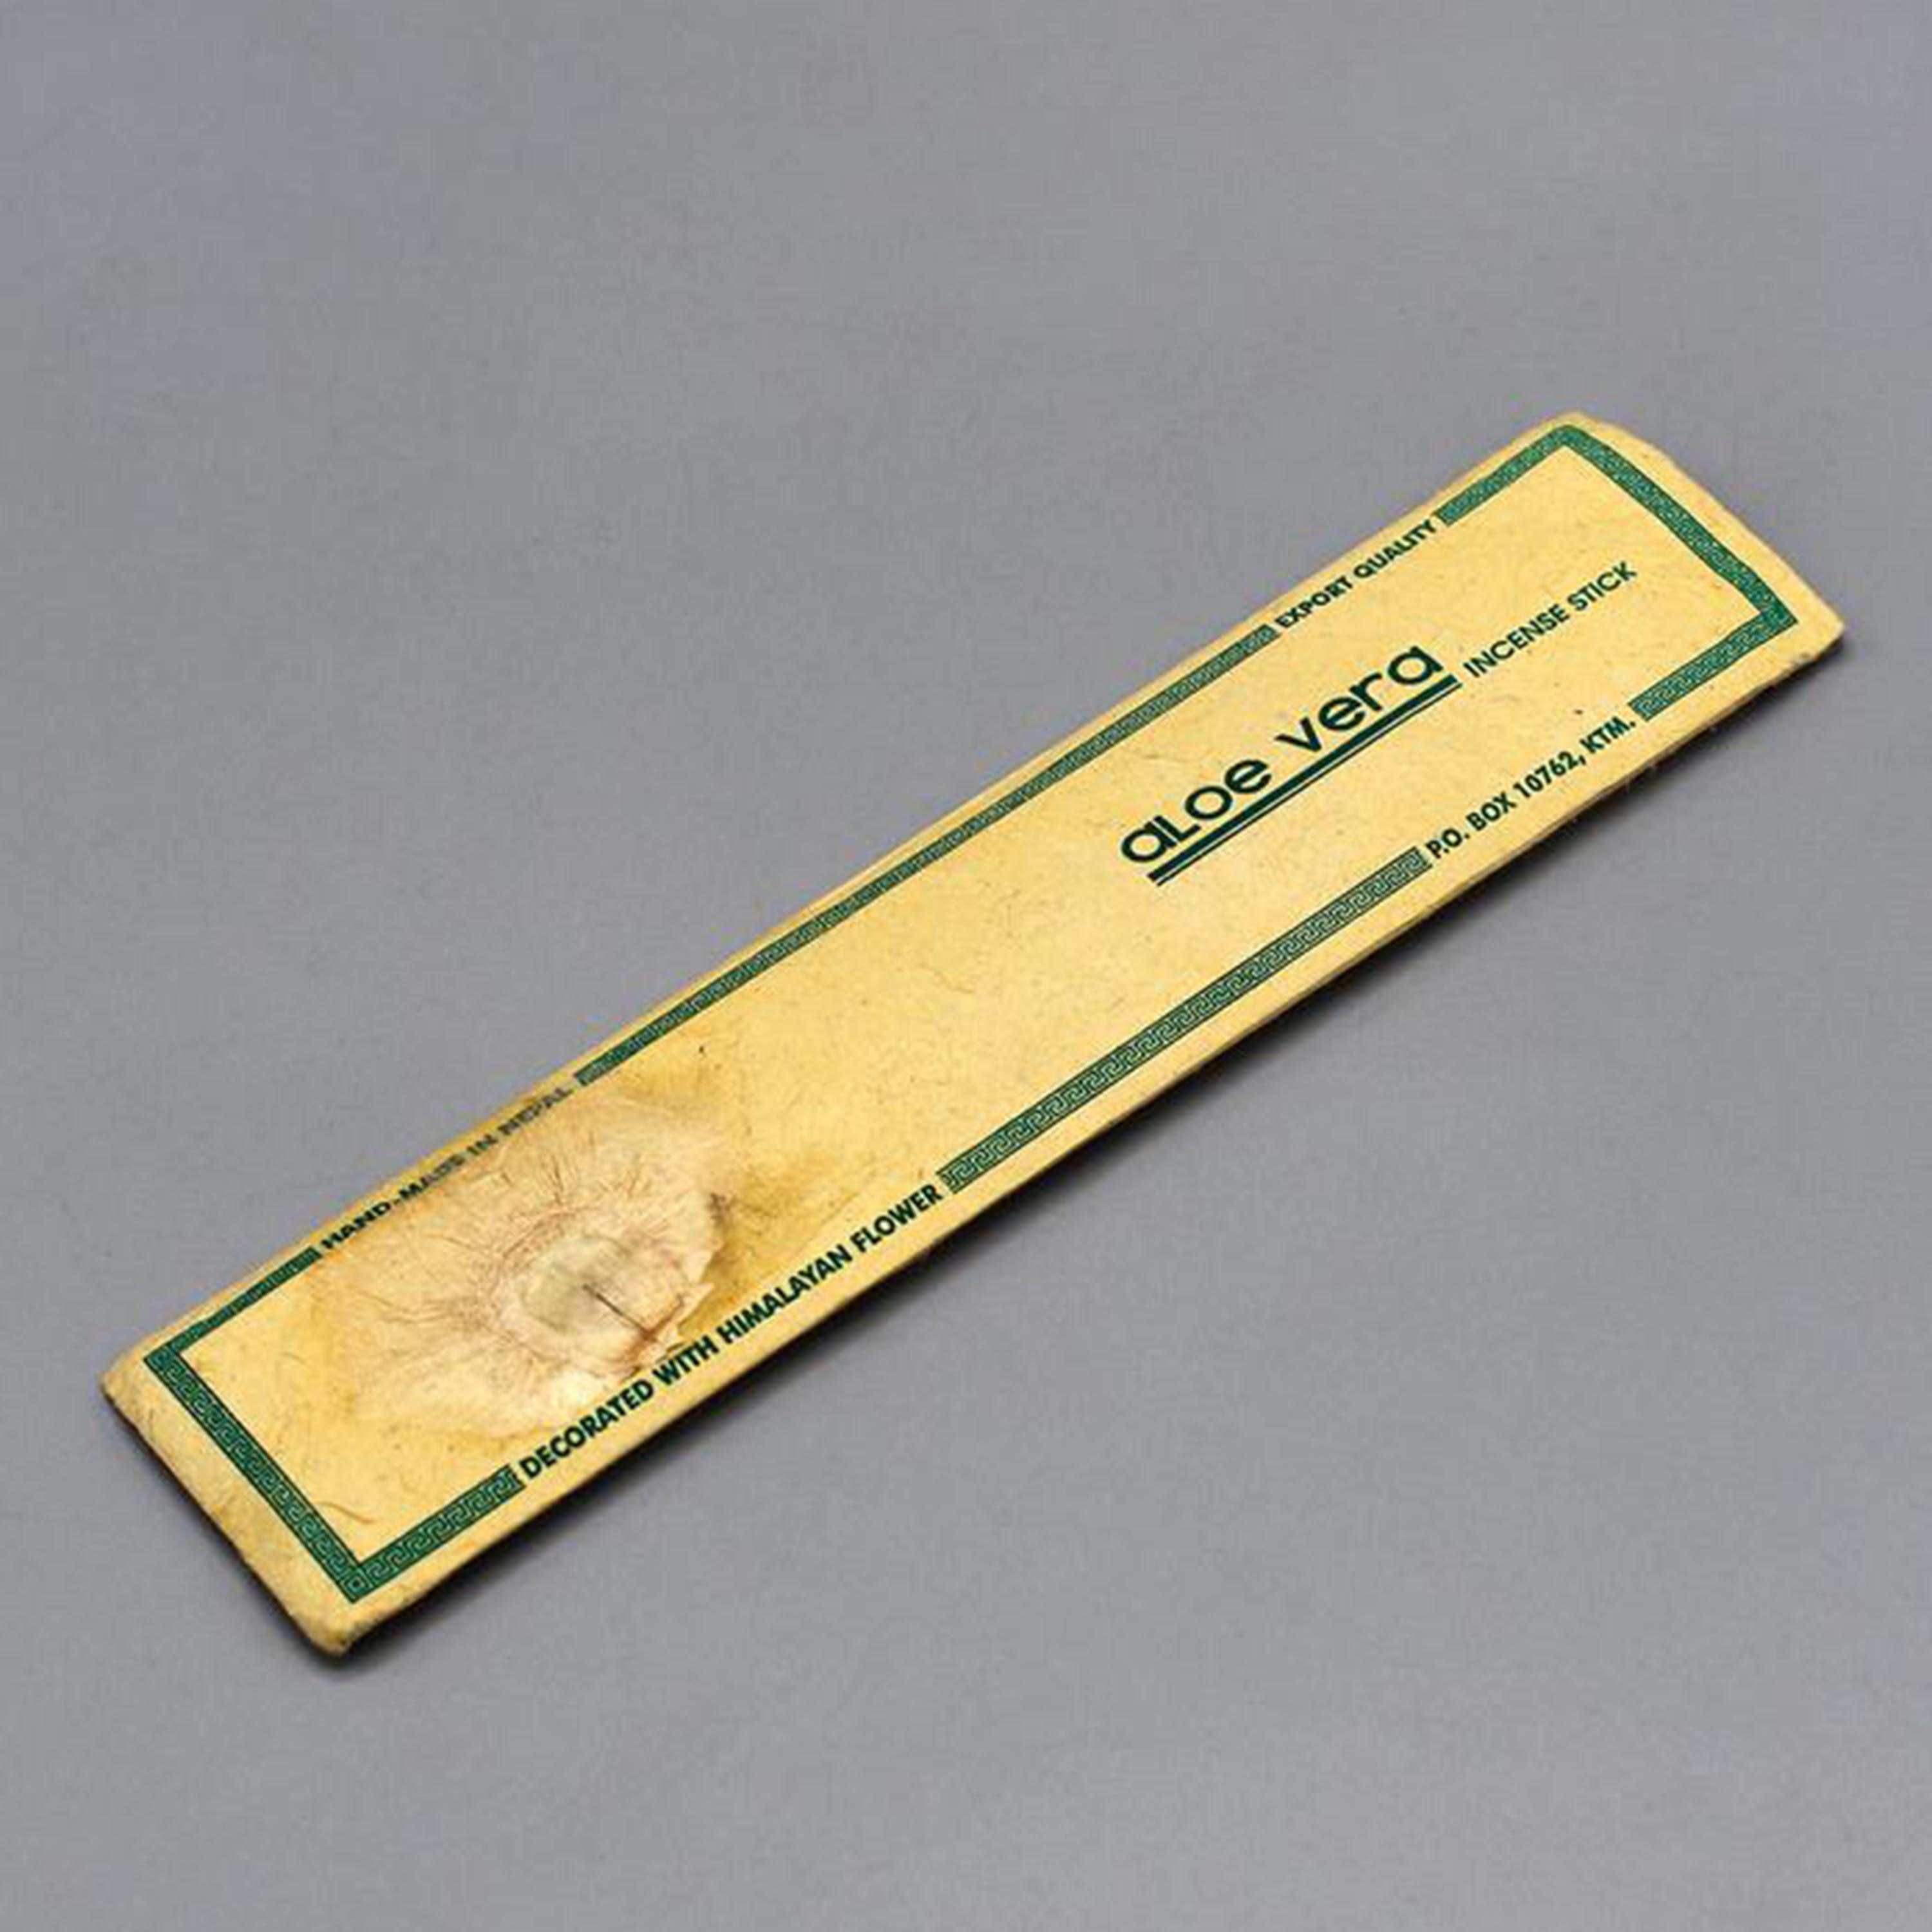 EXPORT QUALITY
aLoe vera
INCENSE STICK
P.O. BOX 10762, KTM.
HAND-MADE IN NEPAL
DECORATED WITH HIMALAYAN FLOWER